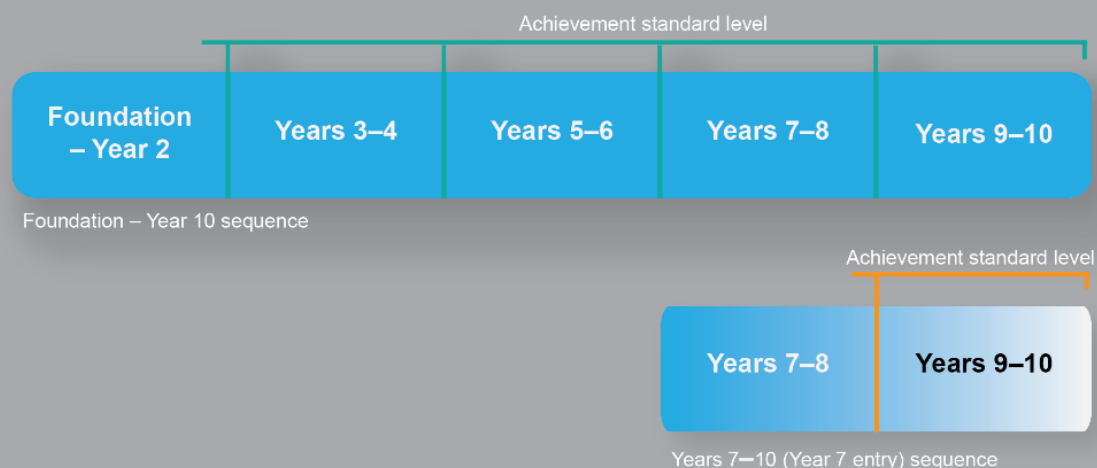 Achievement standard level
Foundation
– Year 2
Years 3–4
Years 5–6
Years 7–8
Years 9–10
Foundation – Year 10 sequence
Achievement standard level
Years 7–8
Years 9–10
Years 7–10 (Year 7 entry) sequence